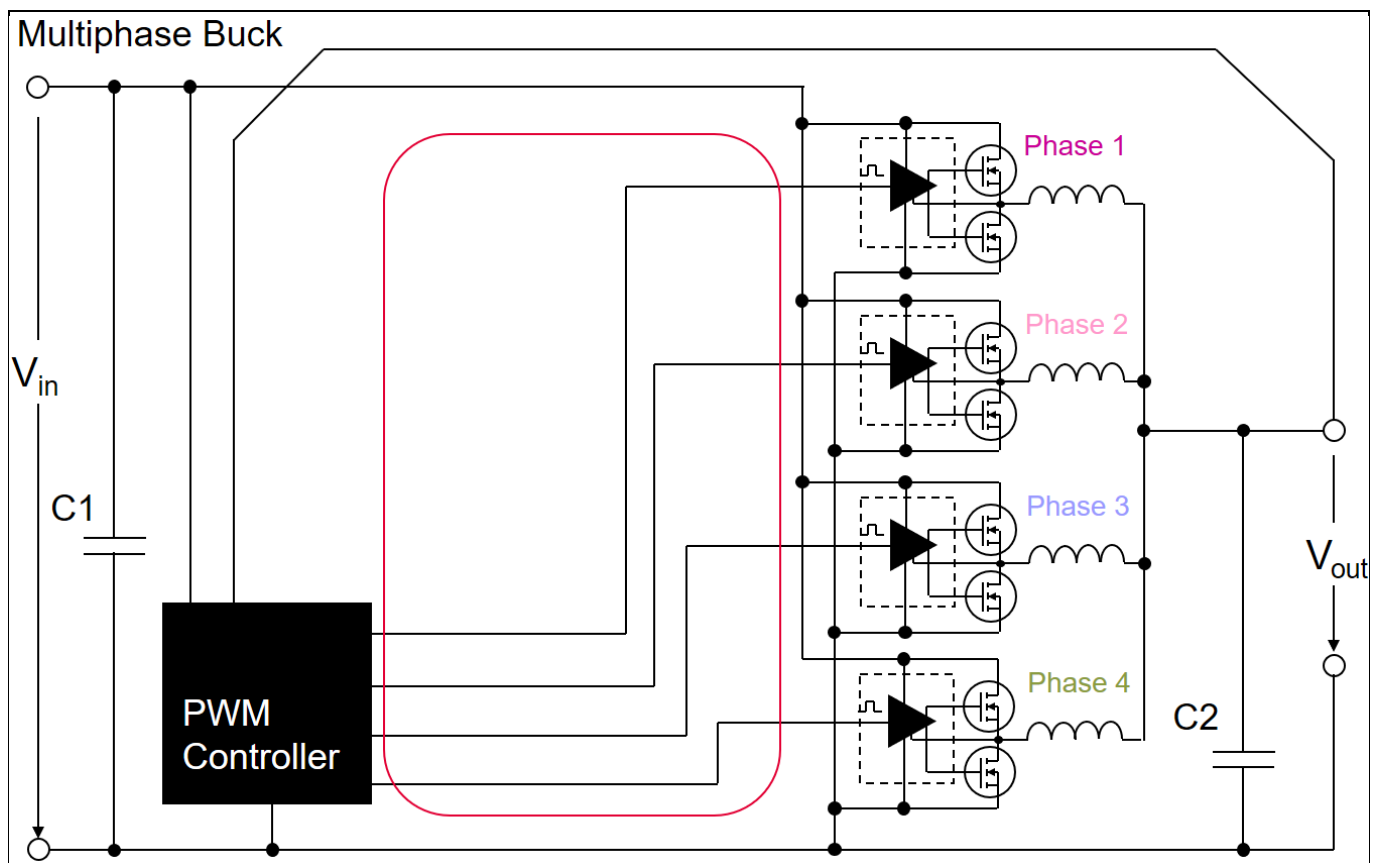 Multiphase Buck
Phase 1
Phase 2
Vin
Phase 3
C1
Vout
Phase 4
PWM
Controller
C2